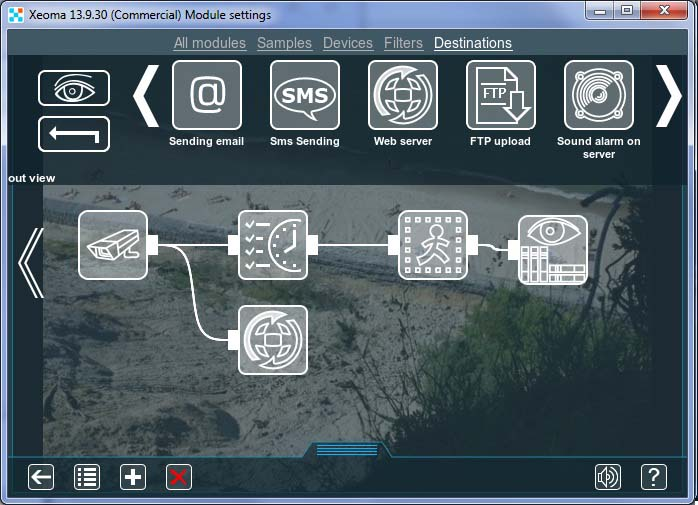 Xeoma 13.9.30 (Commercial) Module settings
All modules Samples Devices Filters Destinations
@ SMS FTP
Sending email Sms Sending Web server FTP upload Sound alarm on
server
out view
?